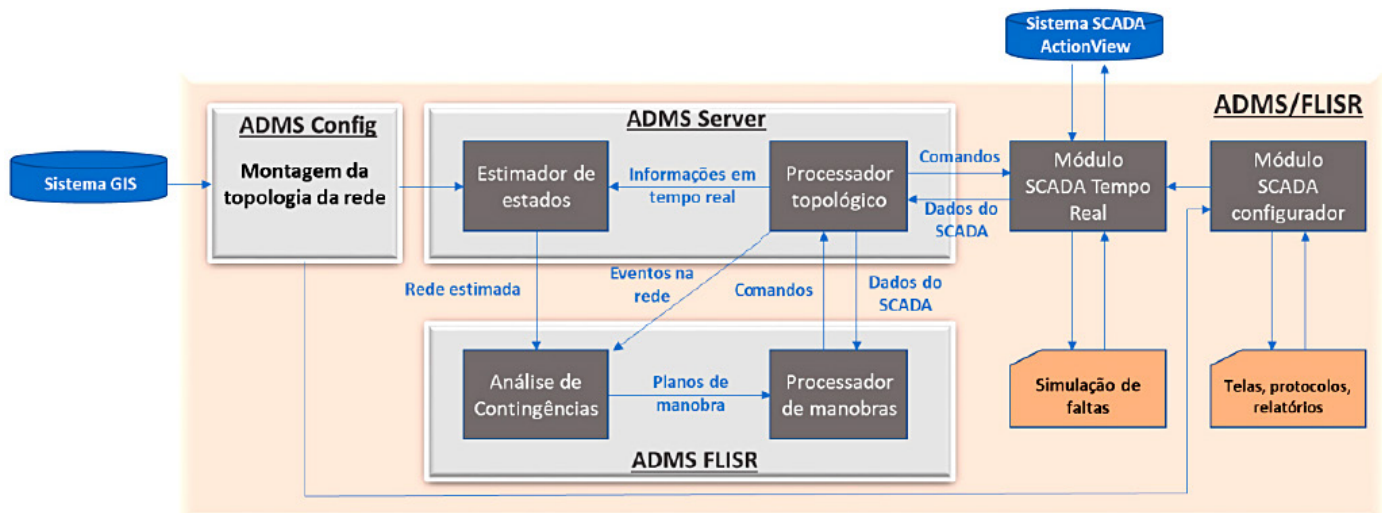 Sistema SCADA
ActionView
ADMS/FLISR
ADMS Config
Montagem da
topologia da rede
Sistema GIS
ADMS Server
Estimador de
estados
Informações em
tempo real
Processador
topológico
Comandos
Dados do
SCADA
Módulo
SCADA Tempo
Real
Módulo
SCADA
configurador
Rede estimada
Eventos na
rede
Comandos
Dados do
SCADA
Análise de
Contingências
Planos de
manobra
Processador
de manobras
ADMS FLISR
Simulação de
faltas
Telas, protocolos,
relatórios